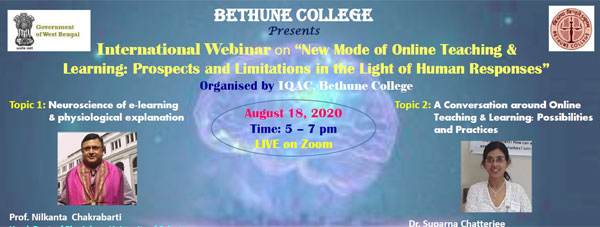 BETHUNE COLLEGE
Presents
Government
of West Bengal
International Webinar on “New Mode of Online Teaching &
Learning: Prospects and Limitations in the Light of Human Responses”
Organised by IQAC, Bethune College
Topic 1: Neuroscience of e-learning
& physiological explanation
August 18, 2020
Time: 5 – 7 pm
LIVE on Zoom
Topic 2: A Conversation around Online
Teaching & Learning: Possibilities
and Practices
Prof. Nilkanta Chakrabarti
Dr. Suparna Chatterjee